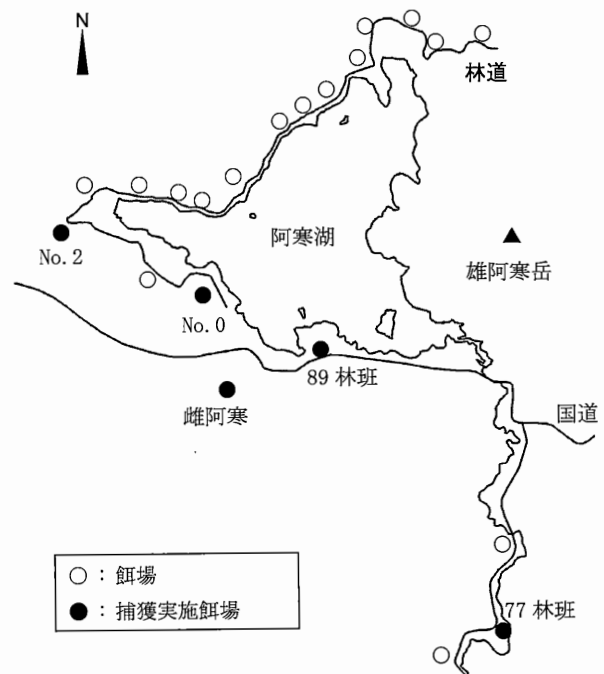 N
林道
阿寒湖
雄阿寒岳
No.2
No.0
89 林班
雌阿寒
国道
○：餌場
●：捕獲実施餌場
77 林班